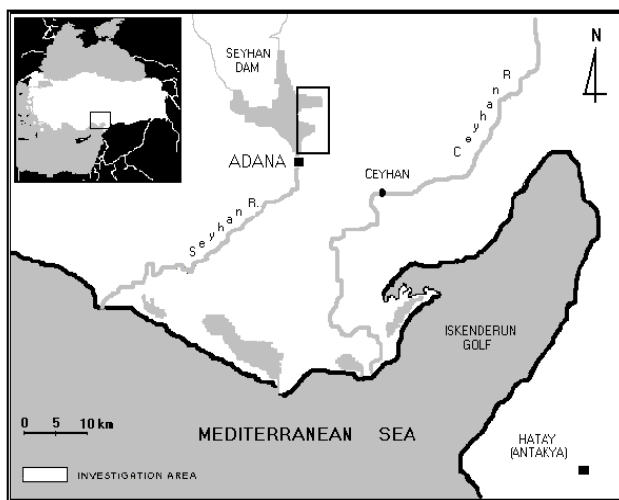 N
SEYHAN
DAM
Ceyhan R
ADANA
CEYHAN
Seyhan R.
ISKENDERUN
GOLF
0 5 10 km
MEDITERRANEAN SEA
HATAY
(ANTAKYA)
INVESTIGATION AREA